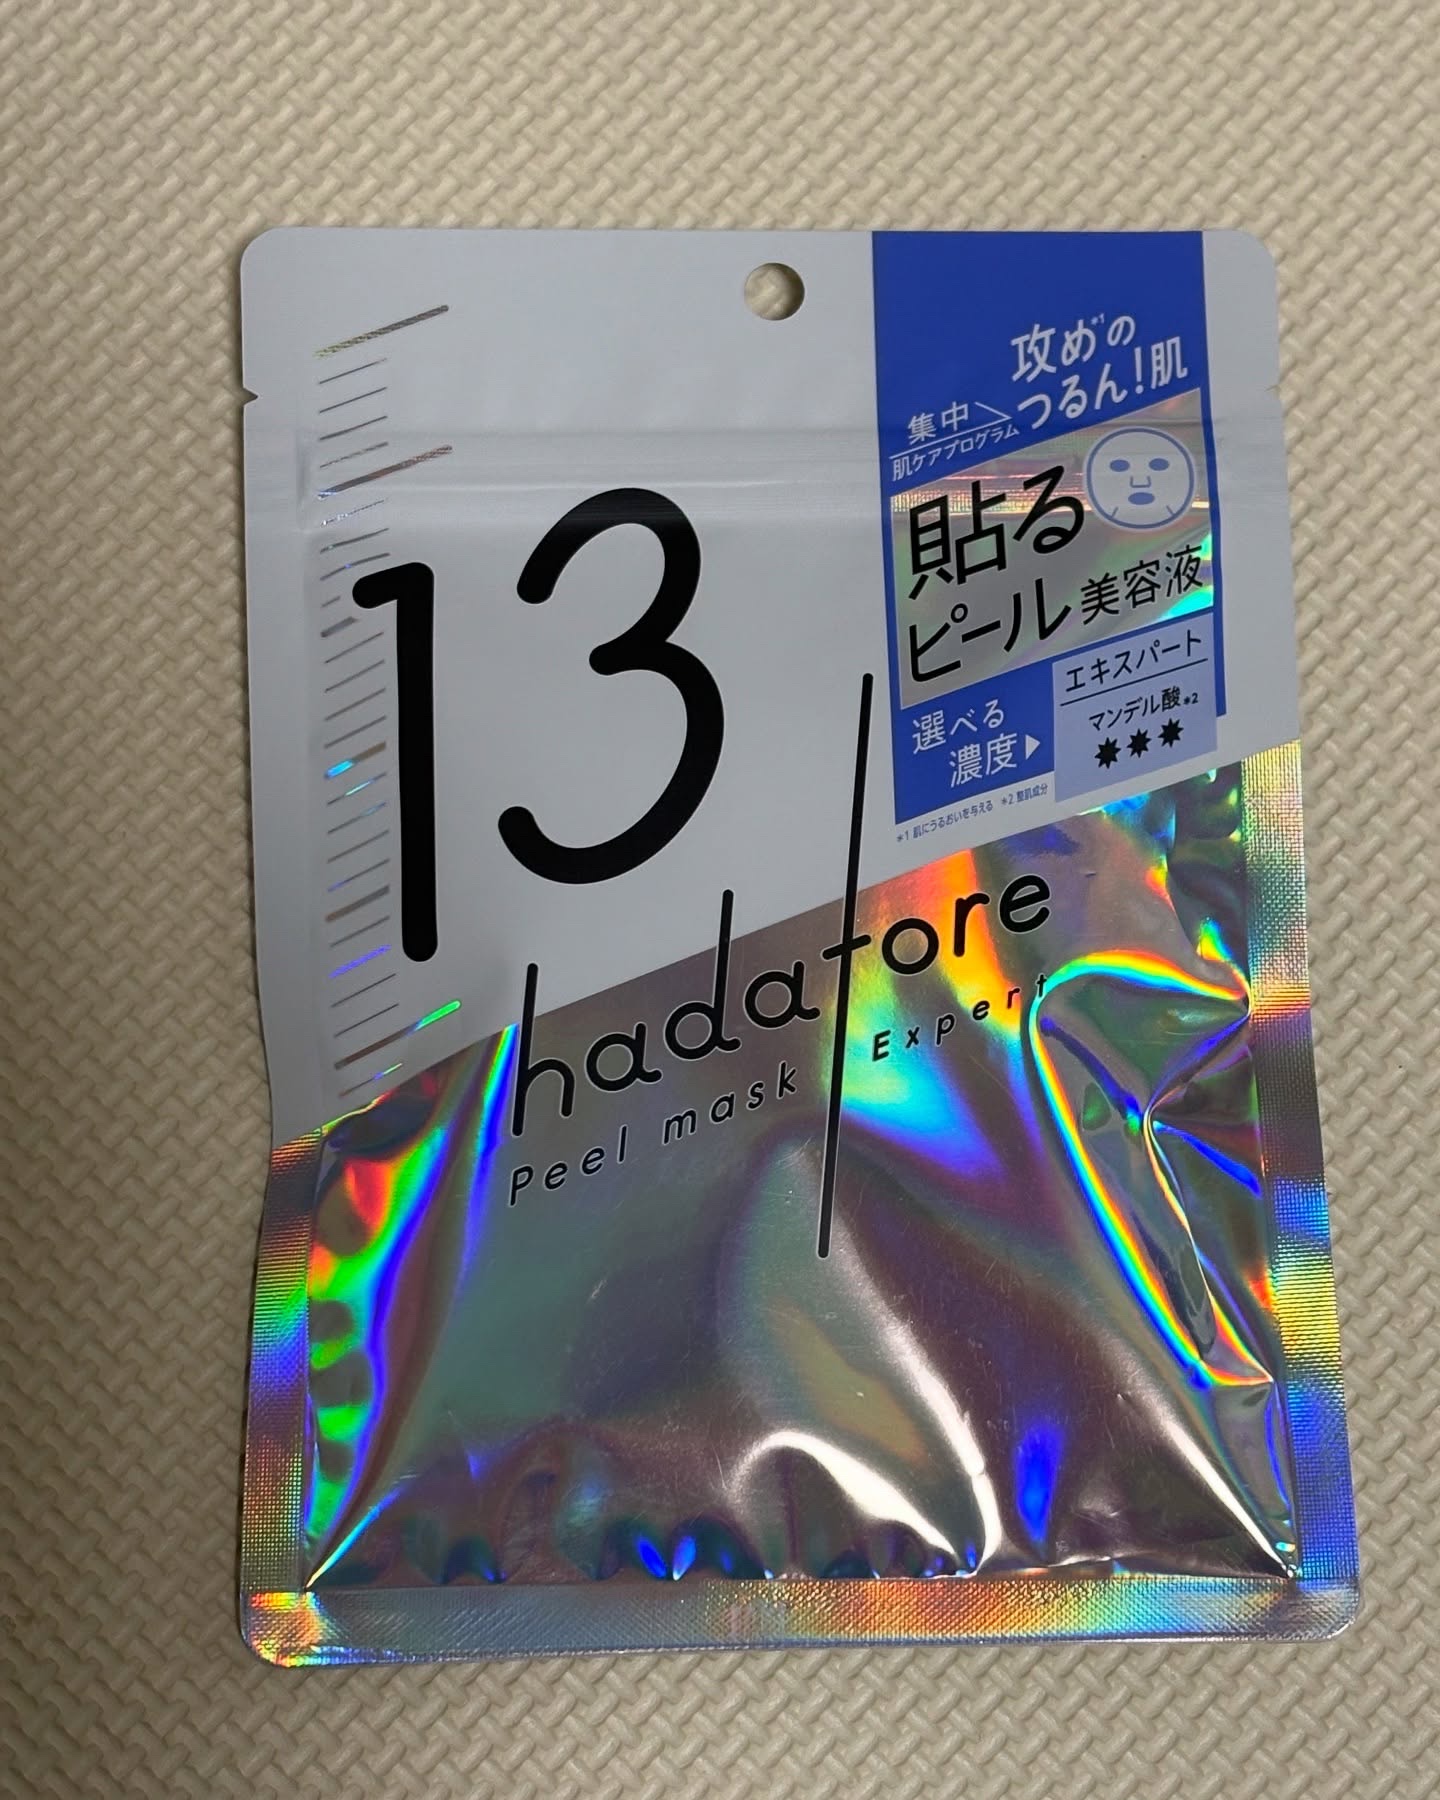 攻め*1の
つるん！肌
集中
肌ケアプログラム
貼る
ピール美容液
エキスパート
マンデル酸*2
選べる
濃度
*1 肌にうるおいを与える *2 整肌成分
13
hadatore
Peel mask Expert